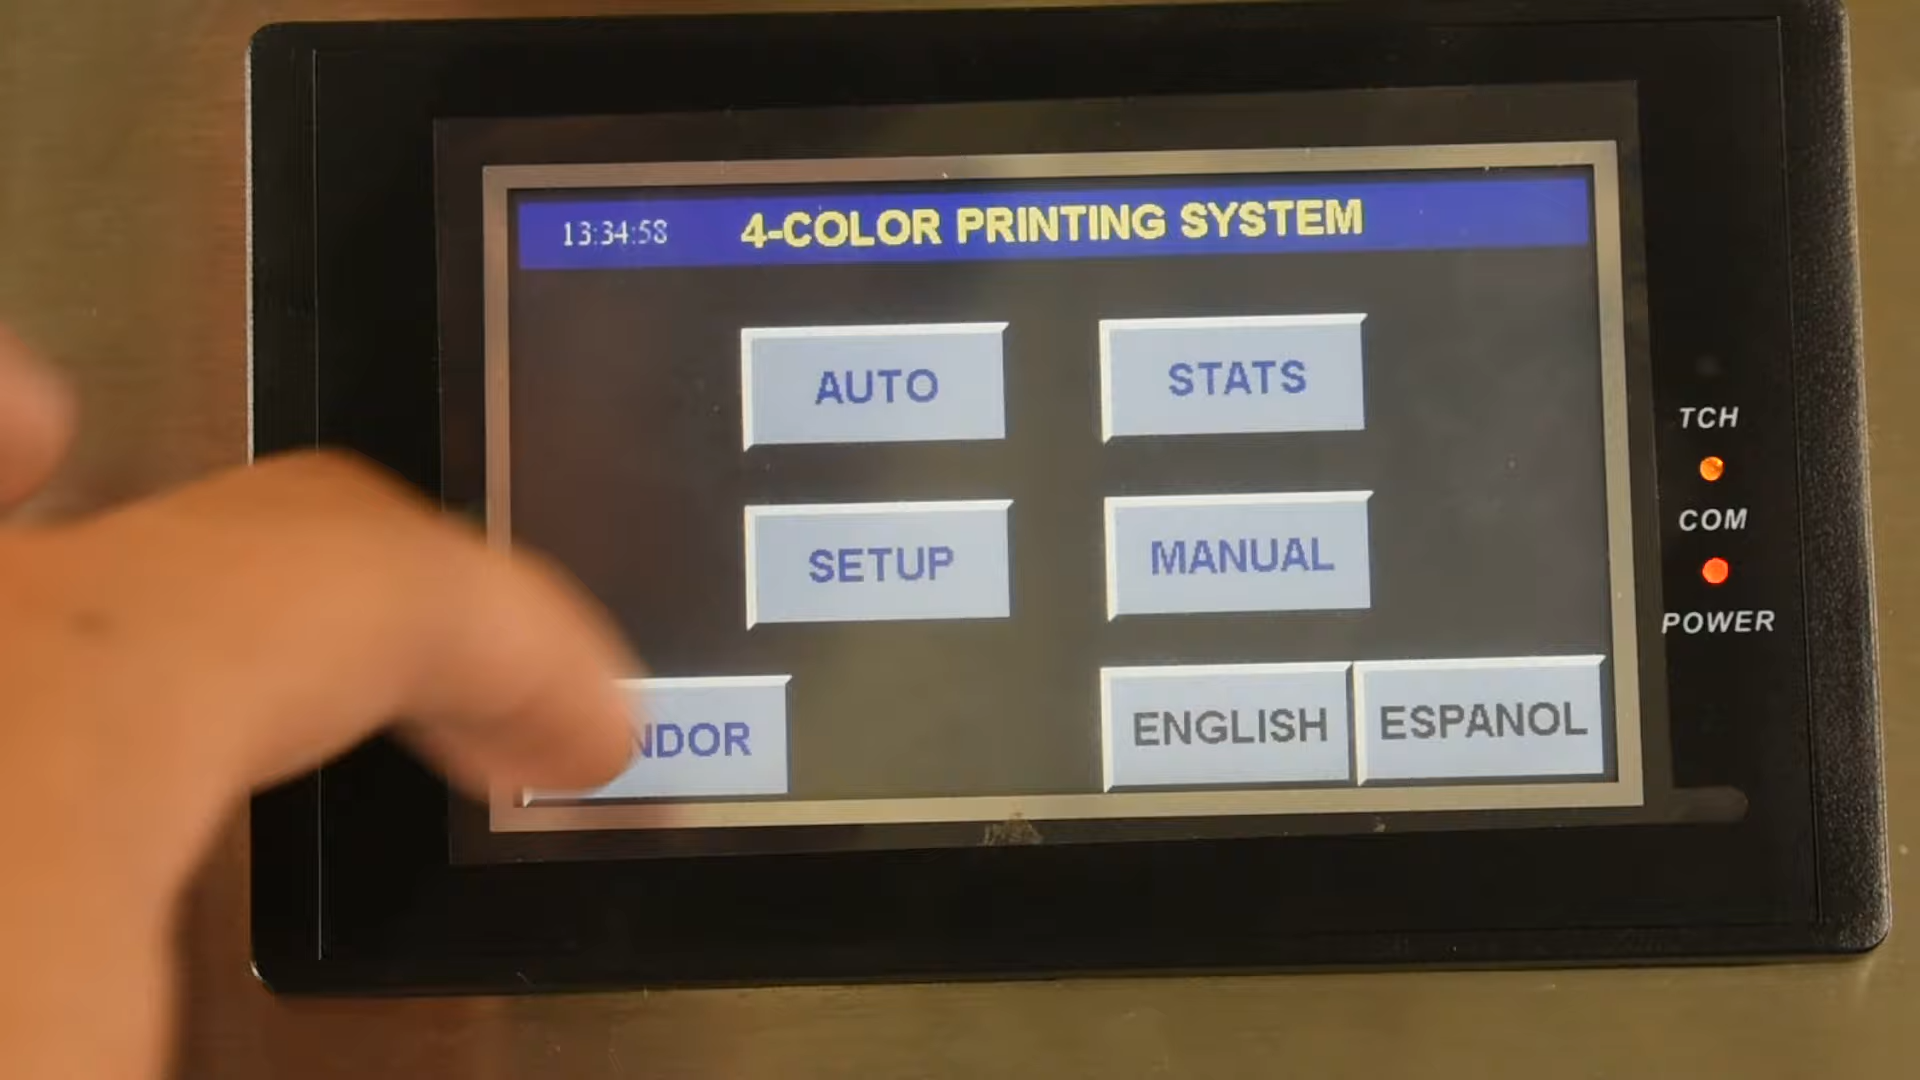 13:34:58 4-COLOR PRINTING SYSTEM
AUTO STATS
TCH
COM
SETUP MANUAL
POWER
NDOR ENGLISH ESPANOL